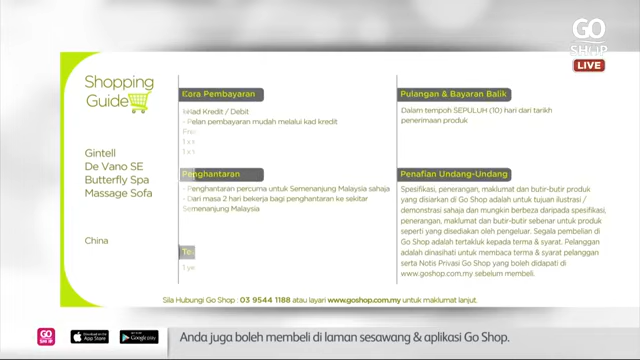 GO
SHOP
LIVE
Shopping
Guide
Gintell
De Vano SE
Butterfly Spa
Massage Sofa
China
Cara Pembayaran
Kad Kredit / Debit
- Pelan pembayaran mudah melalui kad kredit
Penghantaran
- Penghantaran percuma untuk Semenanjung Malaysia sahaja
- Dari masa 2 hari bekerja bagi penghantaran ke sekitar
Semenanjung Malaysia
1 ye
Pulangan & Bayaran Balik
Dalam tempoh SEPULUH (10) hari dari tarikh
penerimaan produk
Penafian Undang-Undang
Spesifikasi, penerangan, maklumat dan butir-butir produk
yang disiarkan di Go Shop adalah untuk tujuan ilustrasi /
demonstrasi sahaja dan mungkin berbeza daripada spesifikasi,
penerangan, maklumat dan butir-butir sebenar untuk produk
seperti yang disediakan oleh pengeluar. Segala pembelian di
Go Shop adalah tertakluk kepada terma & syarat. Pelanggan
adalah dinasihati untuk membaca terma & syarat pelanggan
serta Notis Privasi Go Shop yang boleh didapati di
www.goshop.com.my sebelum membeli.
Sila Hubungi Go Shop : 03 9544 1188 atau layari www.goshop.com.my untuk maklumat lanjut.
GO
SHOP
App Store
Google play
Anda juga boleh membeli di laman sesawang & aplikasi Go Shop.